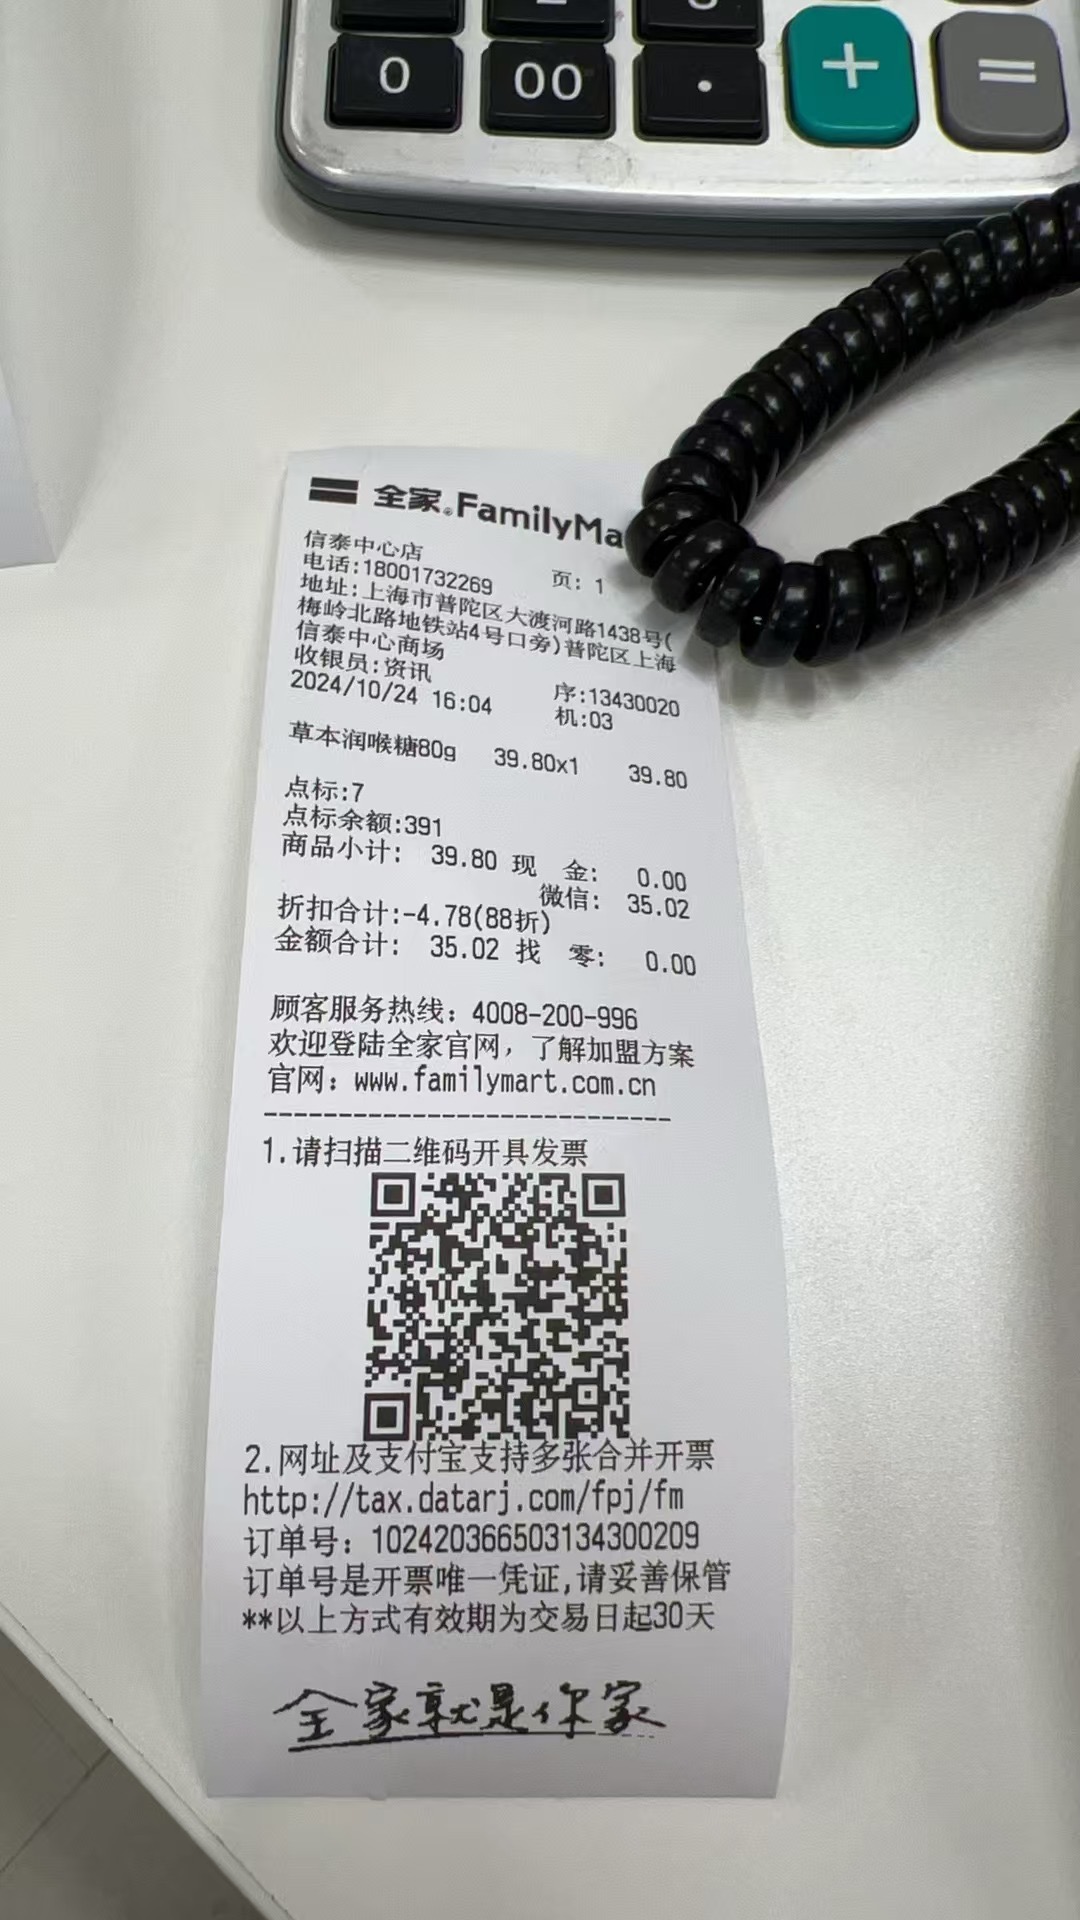 0 00 . + =
全家®FamilyMa
信泰中心店
电话:18001732269 页: 1
地址:上海市普陀区大渡河路1438号(
梅岭北路地铁站4号口旁)普陀区上海
信泰中心商场
收银员:资讯 序:13430020
2024/10/24 16:04 机:03
草本润喉糖80g 39.80x1 39.80
点标:7
点标余额:391
商品小计: 39.80 现 金: 0.00
微信: 35.02
折扣合计:-4.78(88折)
金额合计: 35.02 找 零: 0.00
顾客服务热线: 4008-200-996
欢迎登陆全家官网，了解加盟方案
官网: www.familymart.com.cn
1.请扫描二维码开具发票
2.网址及支付宝支持多张合并开票
http://tax.datarj.com/fpj/fm
订单号: 102420366503134300209
订单号是开票唯一凭证,请妥善保管
**以上方式有效期为交易日起30天
全家就是你家